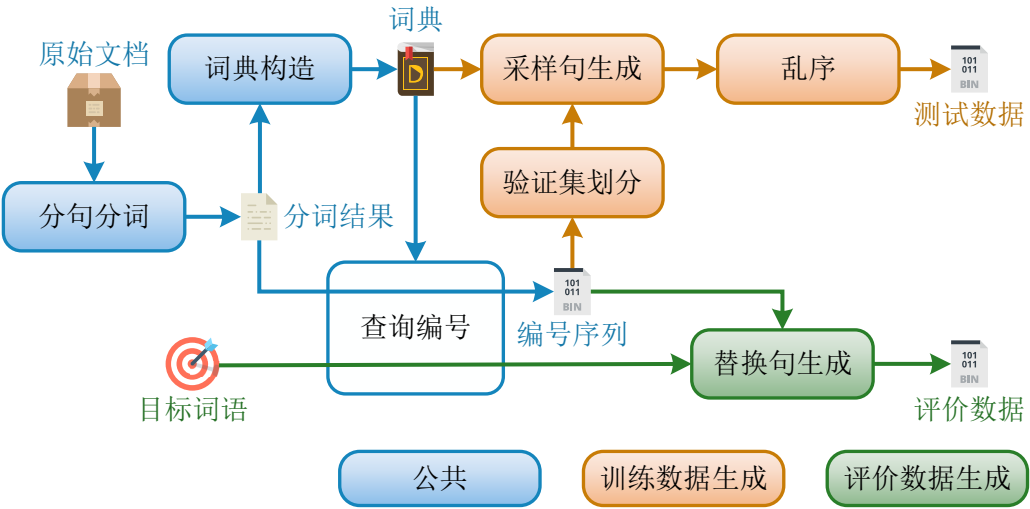 词典
原始文档
词典构造
D
采样句生成
乱序
101
011
BIN
测试数据
验证集划分
分句分词
分词结果
101
011
BIN
查询编号
编号序列
替换句生成
101
011
BIN
目标词语
评价数据
公共
训练数据生成
评价数据生成